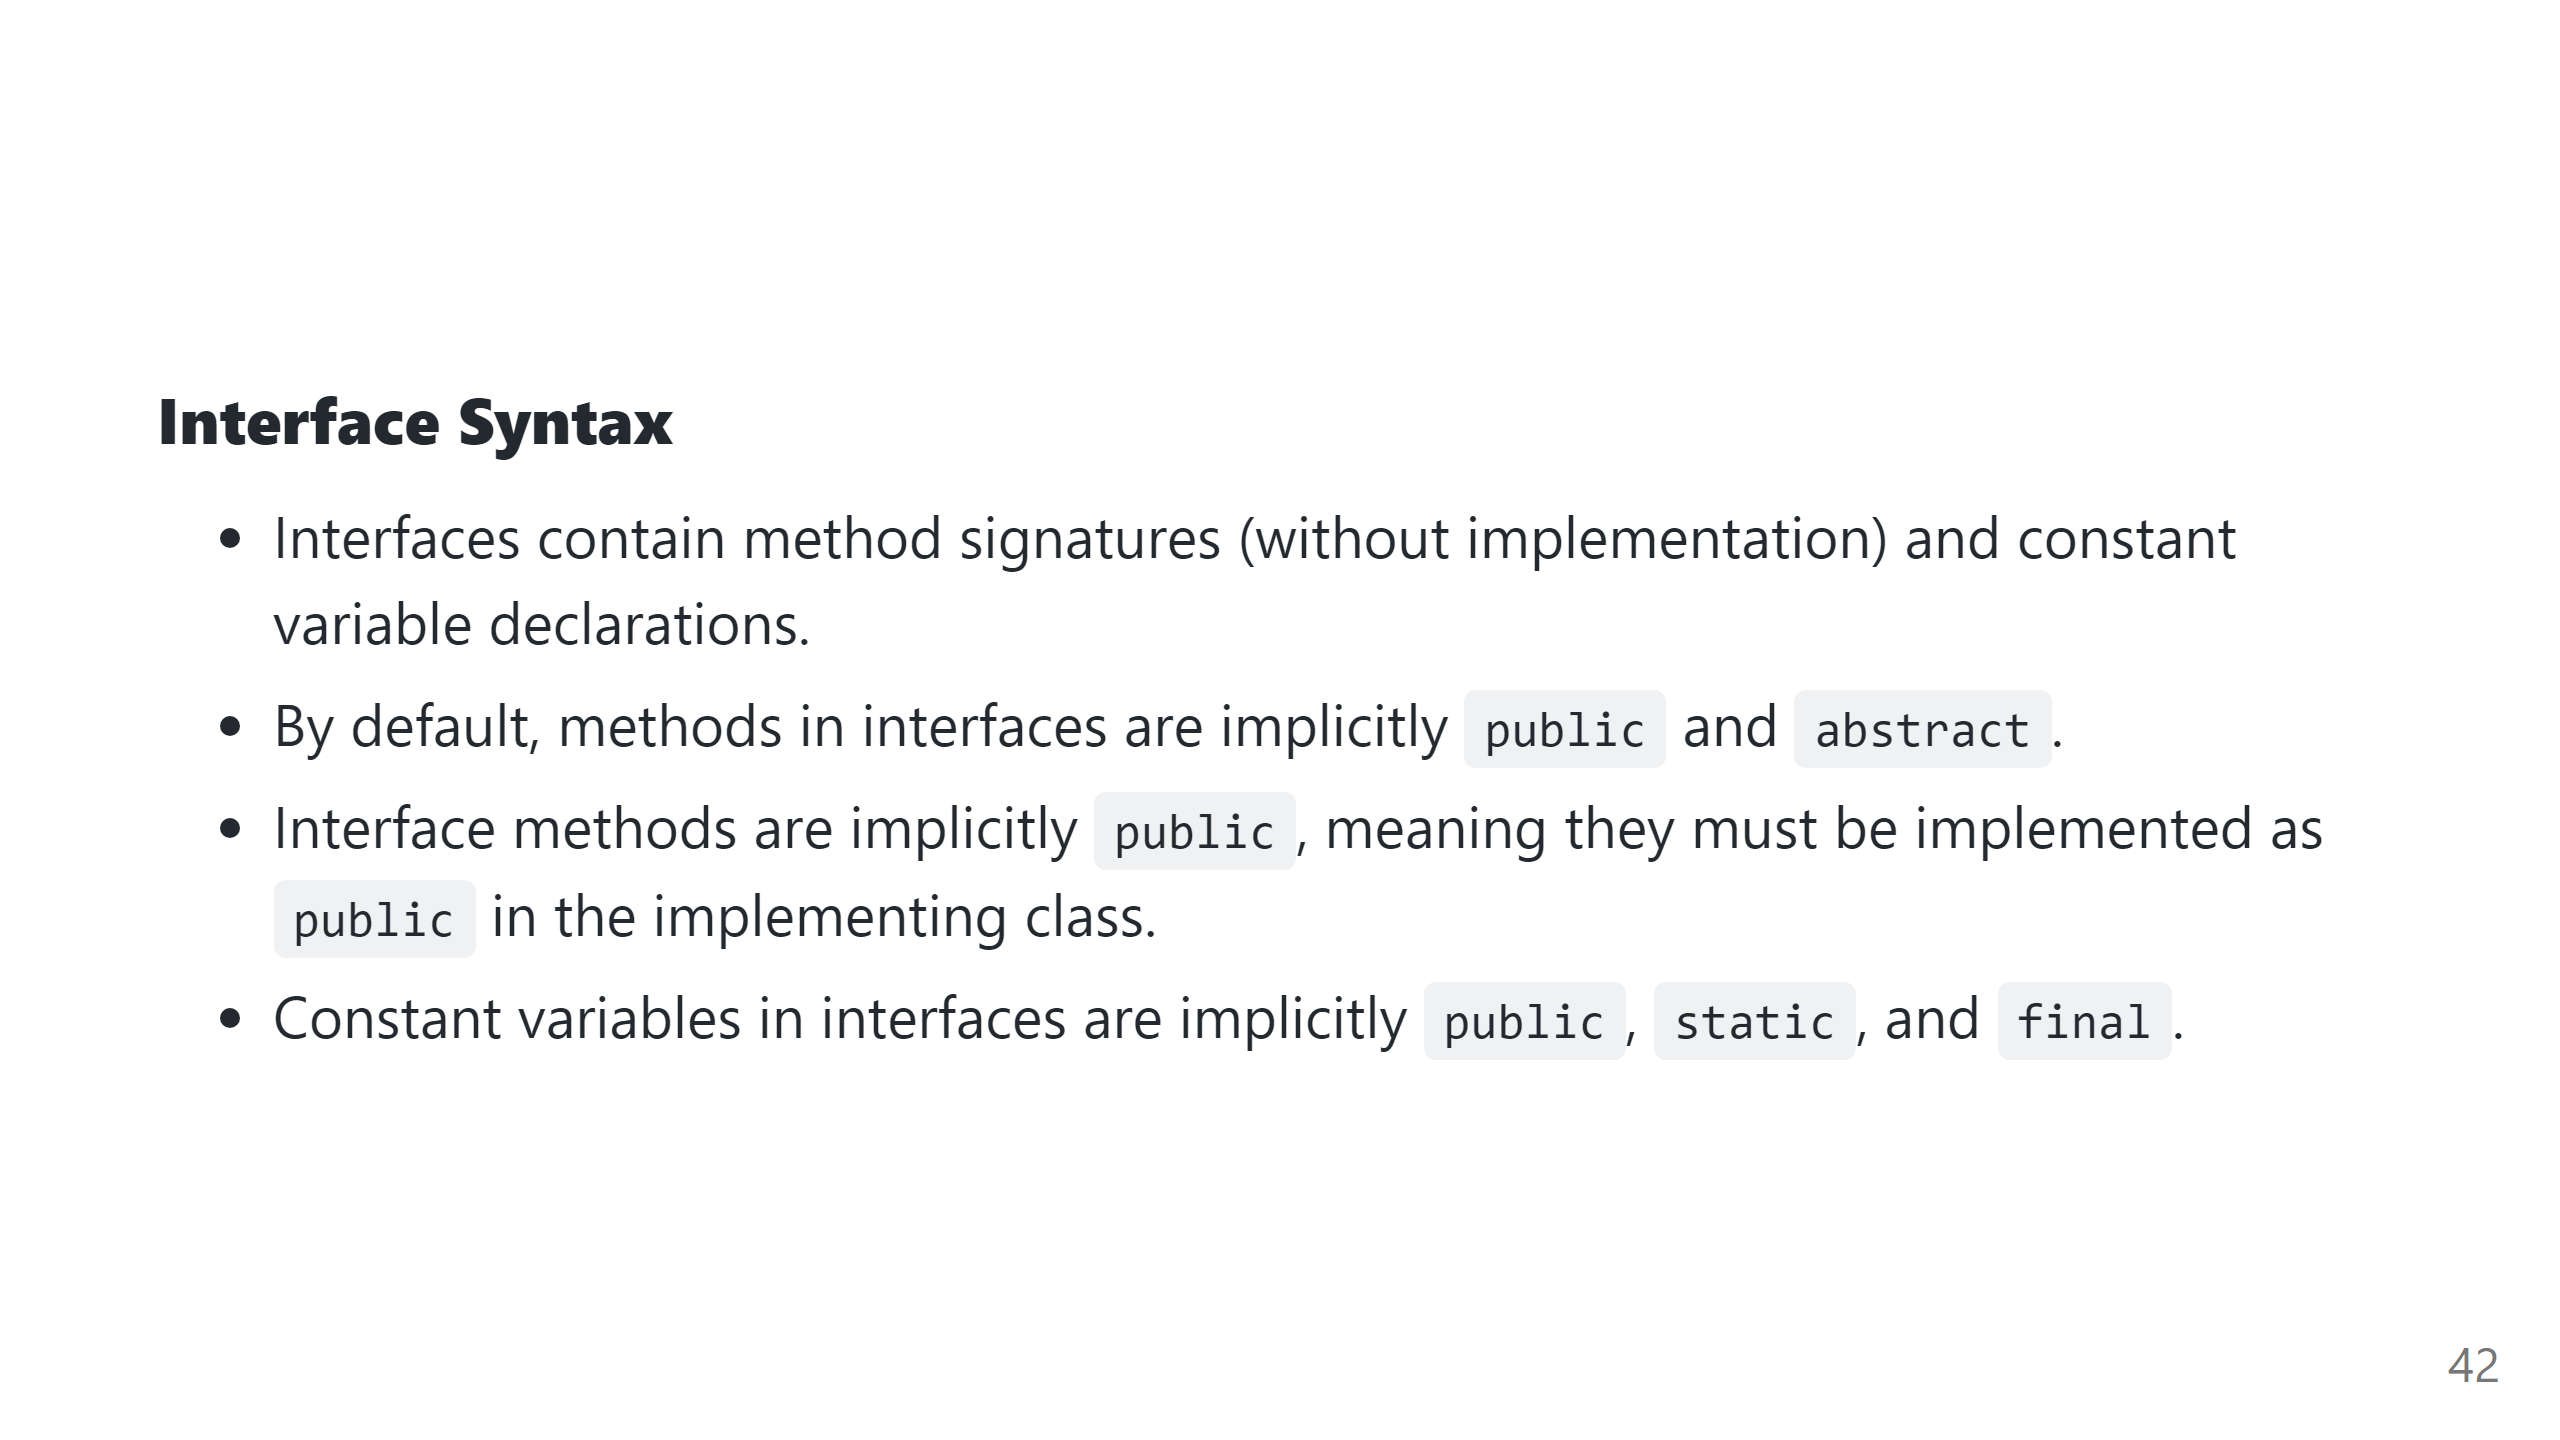 Interface Syntax
• Interfaces contain method signatures (without implementation) and constant
variable declarations.
• By default, methods in interfaces are implicitly public and abstract.
• Interface methods are implicitly public, meaning they must be implemented as
public in the implementing class.
• Constant variables in interfaces are implicitly public, static, and final.
42